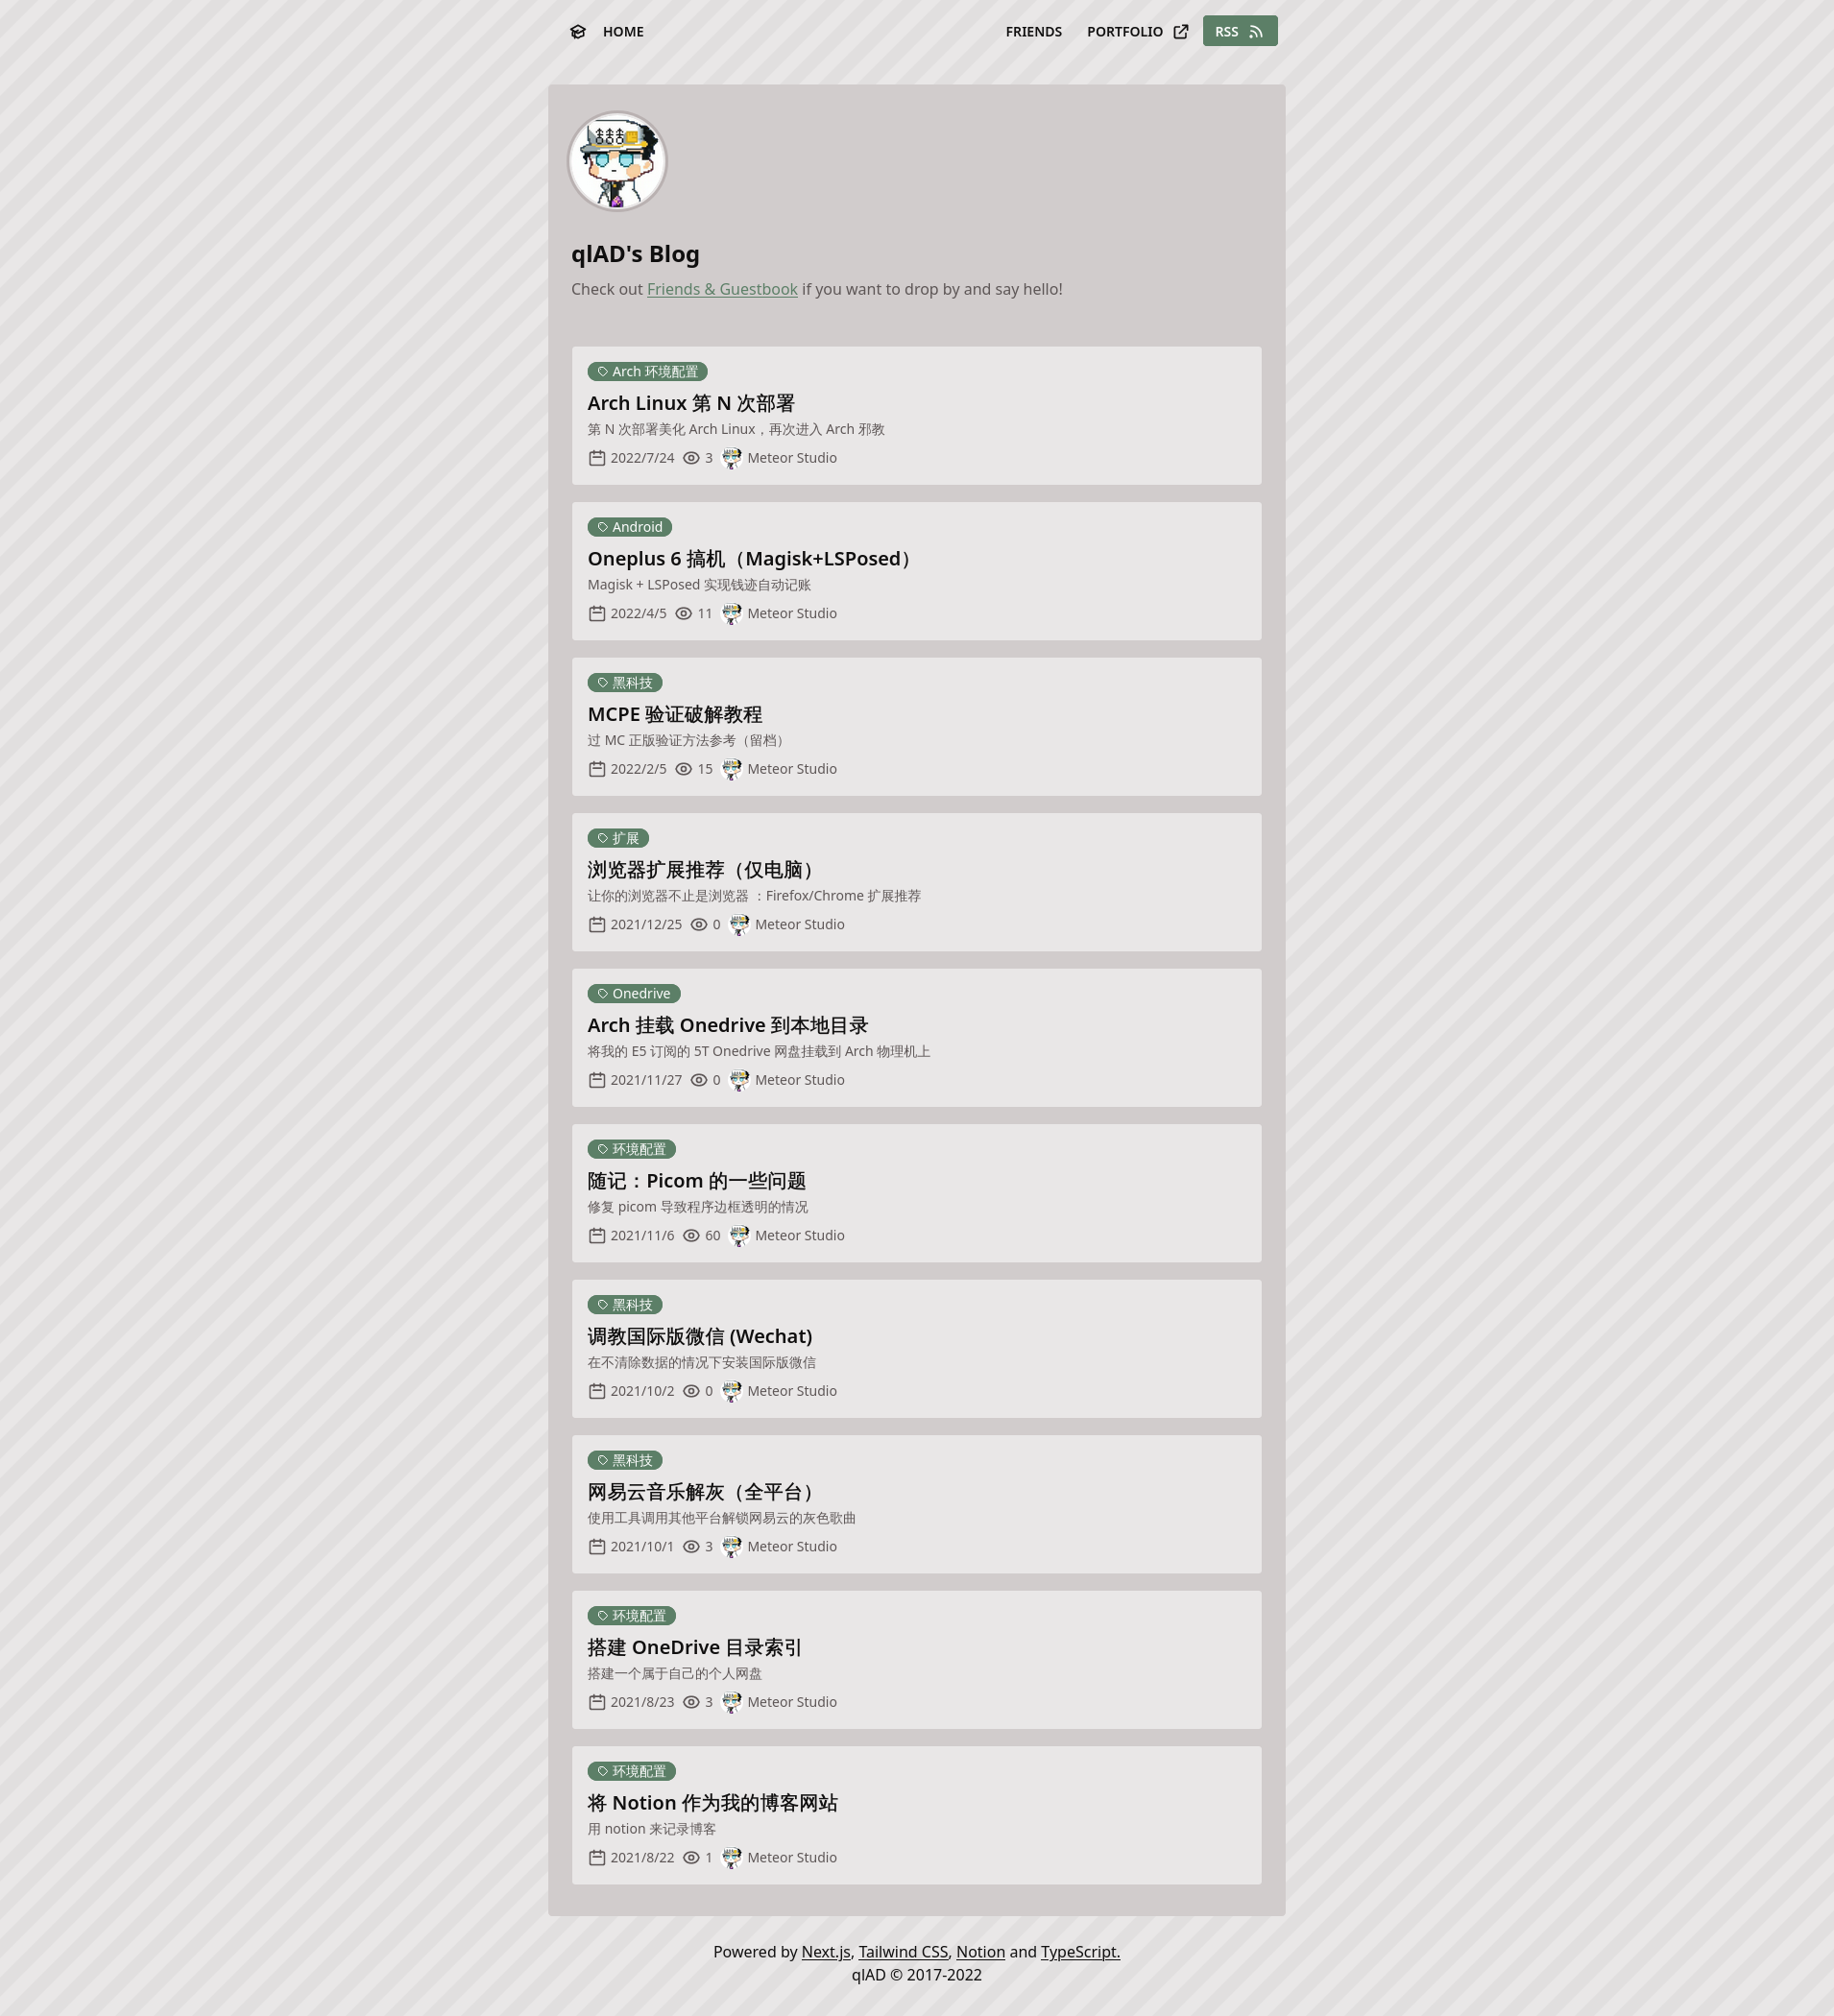 HOME FRIENDS PORTFOLIO RSS
qlAD's Blog
Check out Friends & Guestbook if you want to drop by and say hello!
Arch 环境配置
Arch Linux 第 N 次部署
第 N 次部署美化 Arch Linux，再次进入 Arch 邪教
2022/7/24 3 Meteor Studio
Android
Oneplus 6 搞机（Magisk+LSPosed）
Magisk + LSPosed 实现钱迹自动记账
2022/4/5 11 Meteor Studio
黑科技
MCPE 验证破解教程
过 MC 正版验证方法参考（留档）
2022/2/5 15 Meteor Studio
扩展
浏览器扩展推荐（仅电脑）
让你的浏览器不止是浏览器 ：Firefox/Chrome 扩展推荐
2021/12/25 0 Meteor Studio
Onedrive
Arch 挂载 Onedrive 到本地目录
将我的 E5 订阅的 5T Onedrive 网盘挂载到 Arch 物理机上
2021/11/27 0 Meteor Studio
环境配置
随记：Picom 的一些问题
修复 picom 导致程序边框透明的情况
2021/11/6 60 Meteor Studio
黑科技
调教国际版微信 (Wechat)
在不清除数据的情况下安装国际版微信
2021/10/2 0 Meteor Studio
黑科技
网易云音乐解灰（全平台）
使用工具调用其他平台解锁网易云的灰色歌曲
2021/10/1 3 Meteor Studio
环境配置
搭建 OneDrive 目录索引
搭建一个属于自己的个人网盘
2021/8/23 3 Meteor Studio
环境配置
将 Notion 作为我的博客网站
用 notion 来记录博客
2021/8/22 1 Meteor Studio
Powered by Next.js, Tailwind CSS, Notion and TypeScript.
qlAD © 2017-2022